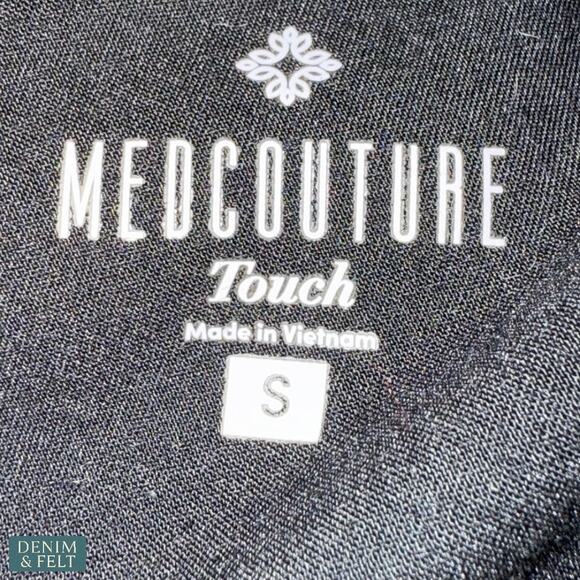 MEDCOUTURE
Touch
Made in Vietnam
S
DENIM
& FELT